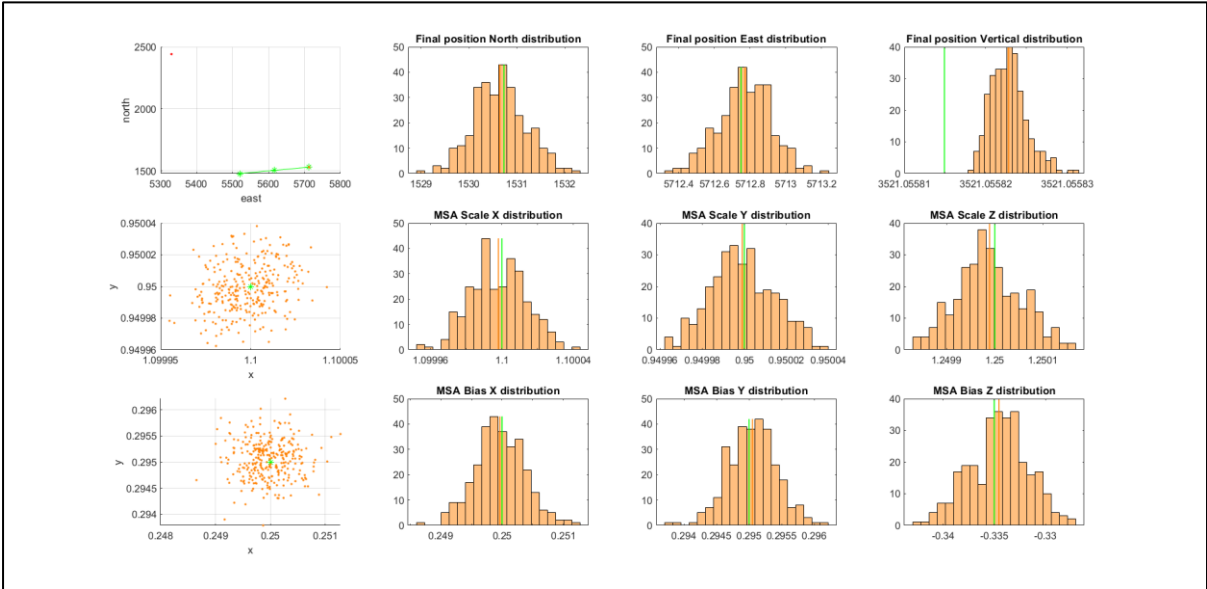 Final position North distribution
Final position East distribution
Final position Vertical distribution
2500
2000
1500
north
5300 5400 5500 5600 5700 5800
east
50
40
30
20
10
0
1529 1530 1531 1532
50
40
30
20
10
0
5712.4 5712.6 5712.8 5713 5713.2
40
30
20
10
0
3521.05581 3521.05582 3521.05583
MSA Scale X distribution
MSA Scale Y distribution
MSA Scale Z distribution
0.95004
0.95002
0.95
0.94998
0.94996
y
1.09995 1.1 1.10005
x
50
40
30
20
10
0
1.09996 1.1 1.10004
40
30
20
10
0
0.94996 0.94998 0.95 0.95002 0.95004
40
30
20
10
0
1.2499 1.25 1.2501
MSA Bias X distribution
MSA Bias Y distribution
MSA Bias Z distribution
0.296
0.2955
0.295
0.2945
0.294
y
0.248 0.249 0.25 0.251
x
50
40
30
20
10
0
0.249 0.25 0.251
50
40
30
20
10
0
0.294 0.2945 0.295 0.2955 0.296
40
30
20
10
0
-0.34 -0.335 -0.33